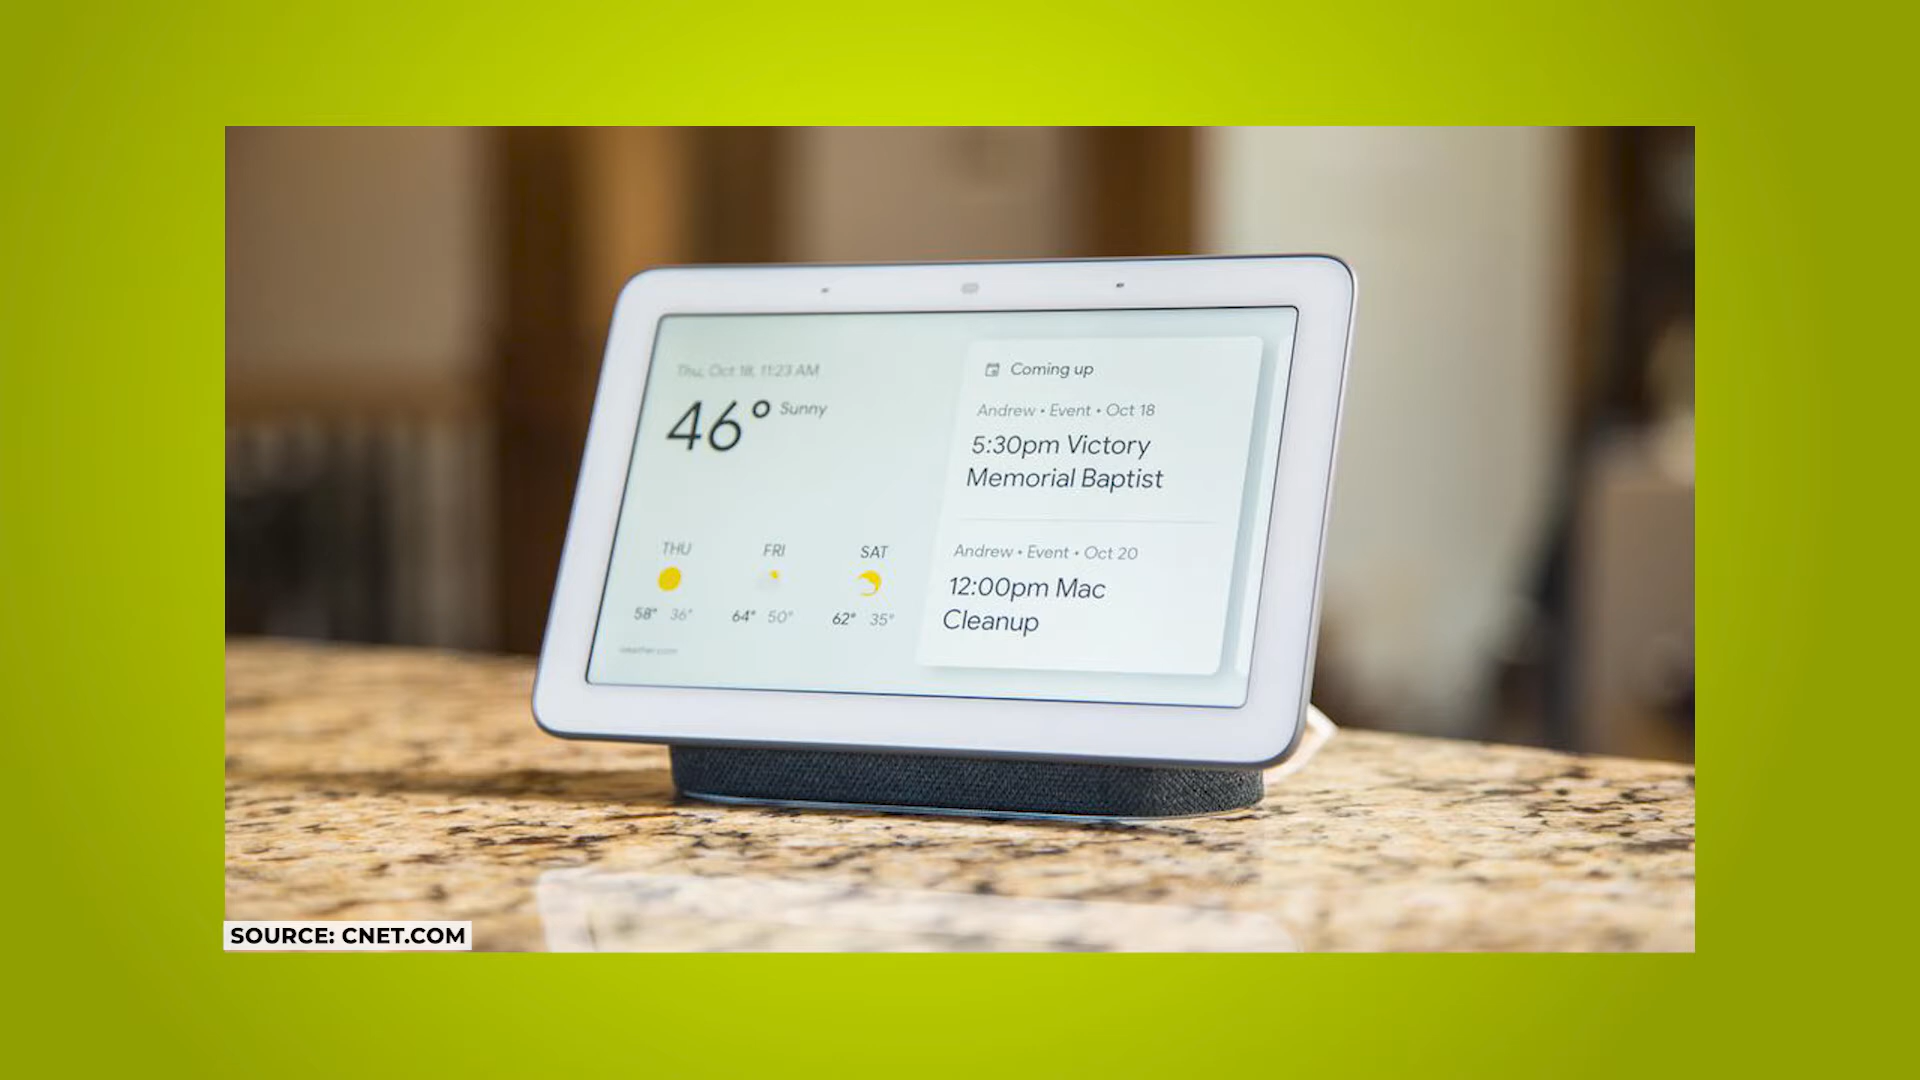 Thu, Oct 18, 11:23 AM
46° Sunny
THU FRI SAT
58° 36° 64° 50° 62° 35°
weather.com
Coming up
Andrew • Event • Oct 18
5:30pm Victory
Memorial Baptist
Andrew • Event • Oct 20
12:00pm Mac
Cleanup
SOURCE: CNET.COM